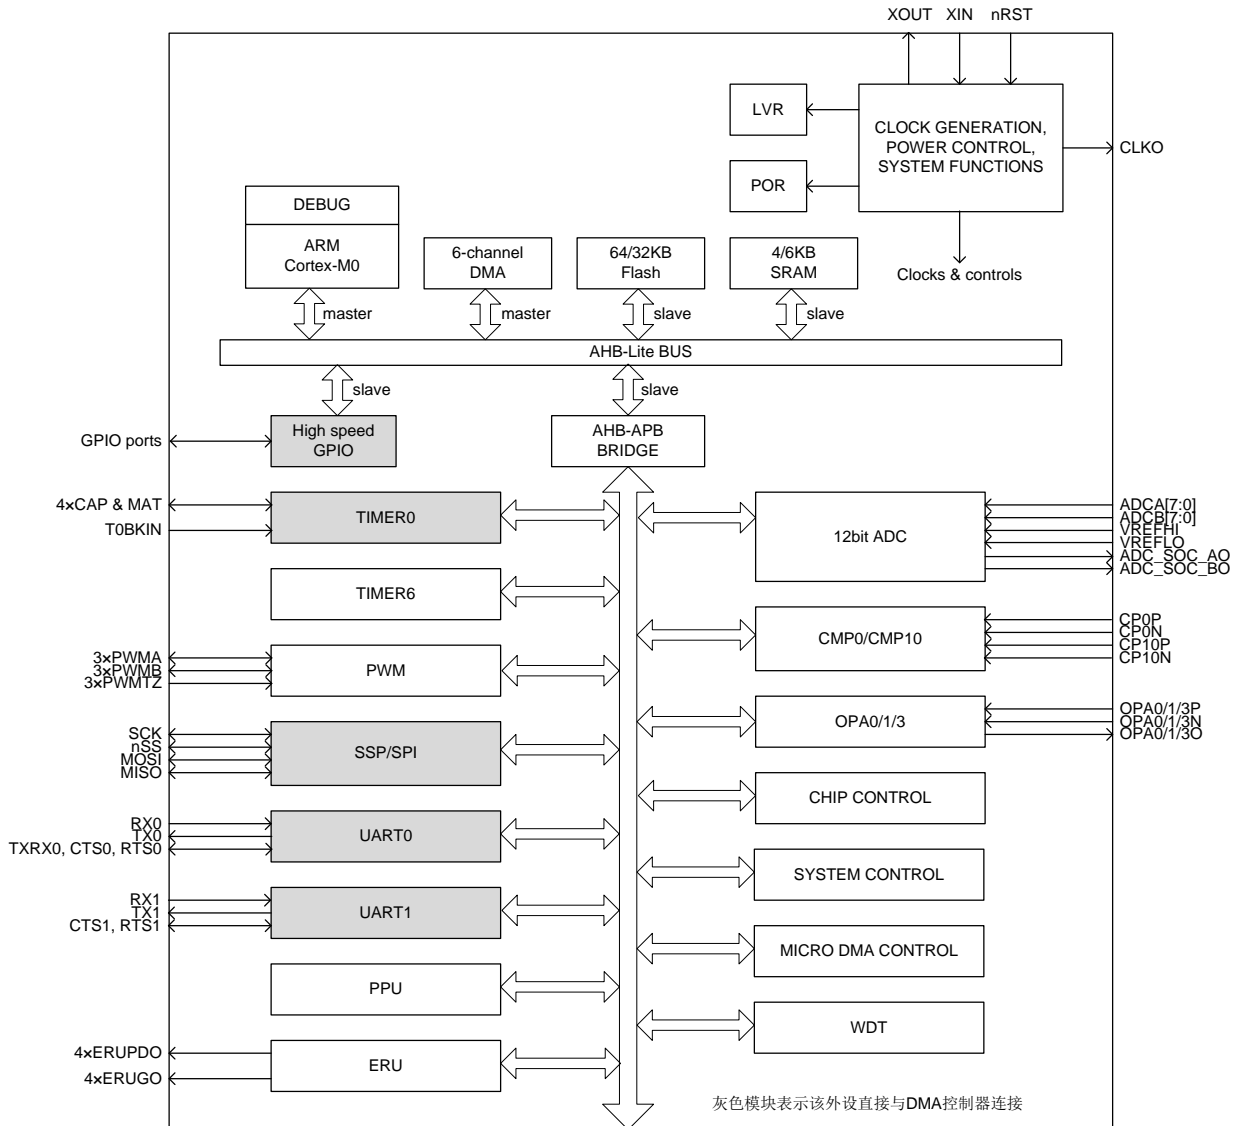 XOUT XIN nRST
LVR
CLOCK GENERATION,
POWER CONTROL,
SYSTEM FUNCTIONS
CLKO
POR
DEBUG
ARM
Cortex-M0
6-channel
DMA
64/32KB
Flash
4/6KB
SRAM
Clocks & controls
master
master
slave
slave
AHB-Lite BUS
slave
slave
GPIO ports
High speed
GPIO
AHB-APB
BRIDGE
4×CAP & MAT
T0BKIN
TIMER0
12bit ADC
ADCA[7:0]
ADCB[7:0]
VREFHI
VREFLO
ADC_SOC_AO
ADC_SOC_BO
TIMER6
CMP0/CMP10
CP0P
CP0N
CP10P
CP10N
3×PWMA
3×PWMB
3×PWMTZ
PWM
OPA0/1/3
OPA0/1/3P
OPA0/1/3N
OPA0/1/3O
SCK
nSS
MOSI
MISO
SSP/SPI
CHIP CONTROL
RX0
TX0
TXRX0, CTS0, RTS0
UART0
SYSTEM CONTROL
RX1
TX1
CTS1, RTS1
UART1
MICRO DMA CONTROL
PPU
WDT
4×ERUPDO
4×ERUGO
ERU
灰色模块表示该外设直接与DMA控制器连接